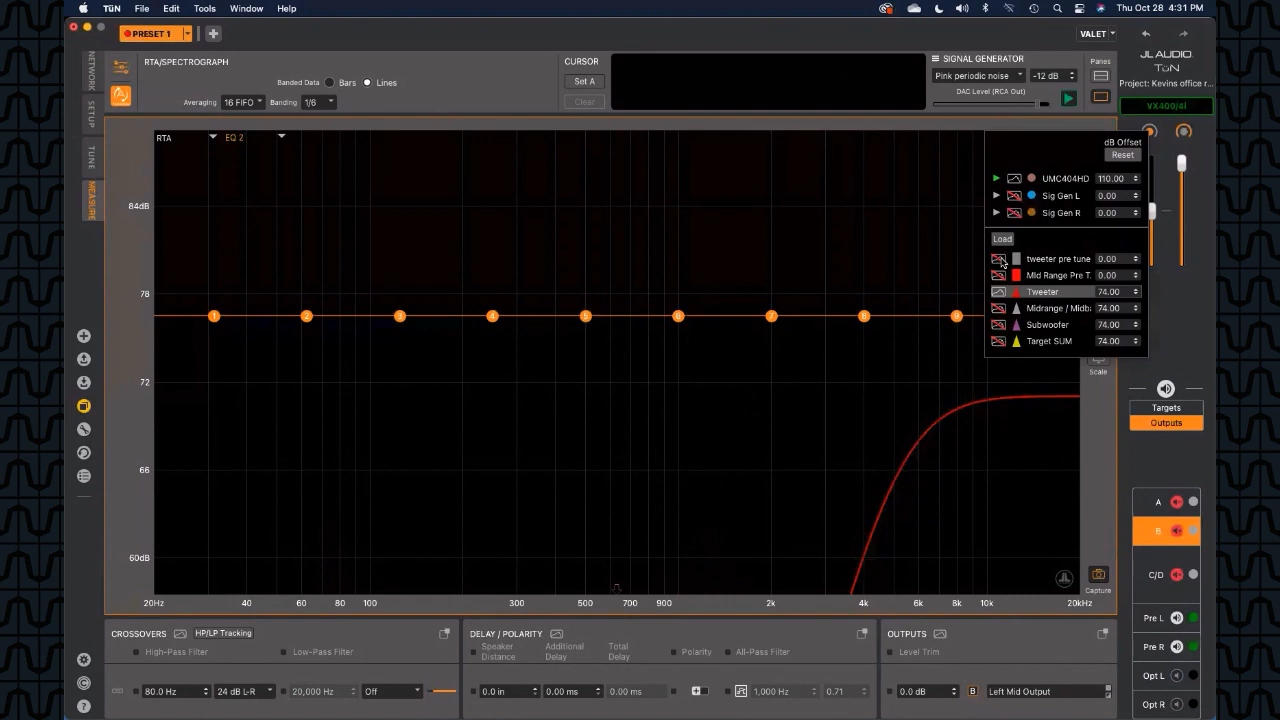 TüN File Edit Tools Window Help Thu Oct 28 4:31 PM
PRESET 1 VALET
NETWORK
SETUP
TUNE
MEASURE
RTA/SPECTROGRAPH
Banded Data Bars Lines
Averaging 16 FIFO Banding 1/6
CURSOR
Set A
Clear
SIGNAL GENERATOR
Pink periodic noise -12 dB
DAC Level (RCA Out)
Panes
JL AUDIO
TüN
Project: Kevins office r...
VX400/4i
RTA EQ 2
84dB
78
72
66
60dB
1 2 3 4 5 6 7 8 9
20Hz 40 60 80 100 300 500 700 900 2k 4k 6k 8k 10k 20kHz
dB Offset
Reset
UMC404HD 110.00
Sig Gen L 0.00
Sig Gen R 0.00
Load
tweeter pre tune 0.00
MId Range Pre T. 0.00
Tweeter 74.00
Midrange / Midb: 74.00
Subwoofer 74.00
Target SUM 74.00
Scale
Capture
Targets
Outputs
A
B
C/D
Pre L
Pre R
Opt L
Opt R
CROSSOVERS HP/LP Tracking
High-Pass Filter Low-Pass Filter
80.0 Hz 24 dB L-R 20,000 Hz Off
DELAY / POLARITY
Speaker Distance Additional Delay Total Delay Polarity All-Pass Filter
0.0 in 0.00 ms 0.00 ms 1,000 Hz 0.71
OUTPUTS
Level Trim
0.0 dB B Left Mid Output